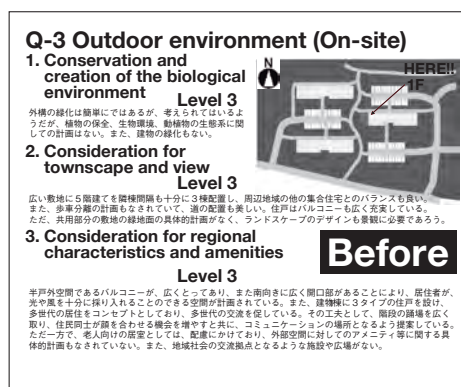 Q-3 Outdoor environment (On-site)
1. Conservation and
creation of the biological
environment
Level 3
外構の緑化は簡単にではあるが、考えられてはいるよ
うだが、植物の保全、生物環境、動植物の生態系に関
しての計画はない。また、建物の緑化もない。
N
HERE!!
1F
2. Consideration for
townscape and view
Level 3
広い敷地に５階建てを隣棟間隔も十分に３棟配置し、周辺地域の他の集合住宅とのバランスも良い。
また、歩車分離の計画もなされていて、道の配置も美しい。住戸はバルコニーも広く充実している。
ただ、共用部分の敷地の緑地面の具体的計画がなく、ランドスケープのデザインも景観に必要であろう。
3. Consideration for regional
characteristics and amenities
Level 3
Before
半戸外空間であるバルコニーが、広くとってあり、また南向きに広く開口部があることにより、居住者が、
光や風を十分に採り入れることのできる空間が計画されている。また、建物棟に３タイプの住戸を設け、
多世代の居住をコンセプトとしており、多世代の交流を促している。その工夫として、階段の踊場を広く
取り、住民同士が顔を合わせる機会を増やすと共に、コミュニケーションの場所となるよう提案している。
ただ一方で、老人向けの居室としては、配慮にかけており、外部空間に対してのアメニティ等に関する具
体的計画もなされていない。また、地域社会の交流拠点となるような施設や広場がない。